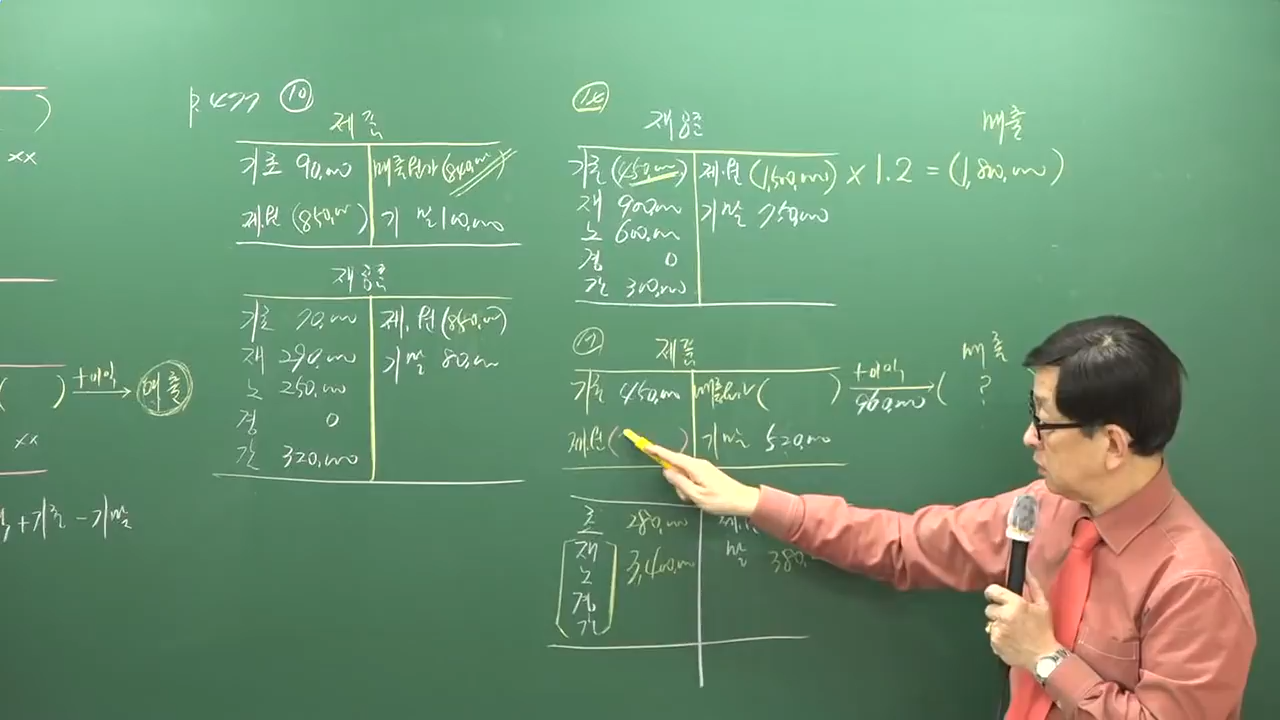 xx
+이익 매출
xx
+기초 - 기말
p.477 ⑩
제품
기초 90,000 매출원가 (840,000)
제.원 (850,000) 기말 100,000
재공품
기초 70,000 제.원 (850,000)
재 290,000 기말 80,000
노 250,000
경 0
간 320,000
⑭
재공품 매출
기초 (450,000) 제.원 (1,500,000) × 1.2 = (1,800,000)
재 900,000 기말 750,000
노 600,000
경 0
간 300,000
제품 매출
기초 450,000 매출원가 ( ) +이익 960,000 ( ?
제.원 ( ) 기말 520,000
초 280,000
재 3,400,000 말 380,
노
경
간